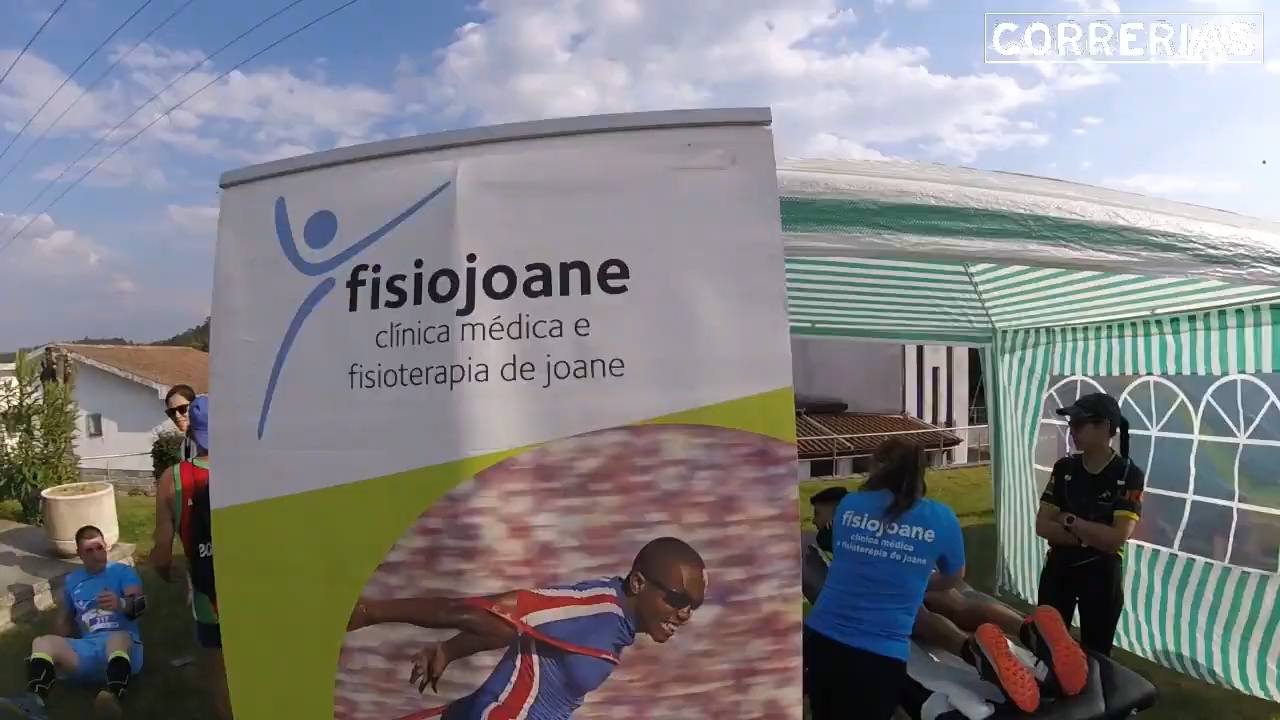 CORRERIAS
fisiojoane
clínica médica e
fisioterapia de joane
fisiojoane
clínica médica
e fisioterapia de joane